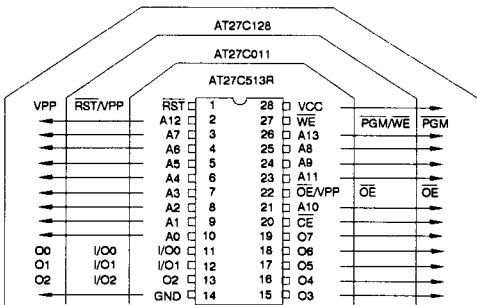 AT27C128
AT27C011
AT27C513R
VPP RST/VPP RST 1 28 VCC
A12 2 27 WE PGM/WE PGM
A7 3 26 A13
A6 4 25 A8
A5 5 24 A9
A4 6 23 A11
A3 7 22 OE/VPP OE OE
A2 8 21 A10
A1 9 20 CE
A0 10 19 O7
O0 I/O0 I/O0 11 18 O6
O1 I/O1 I/O1 12 17 O5
O2 I/O2 O2 13 16 O4
GND 14 15 O3